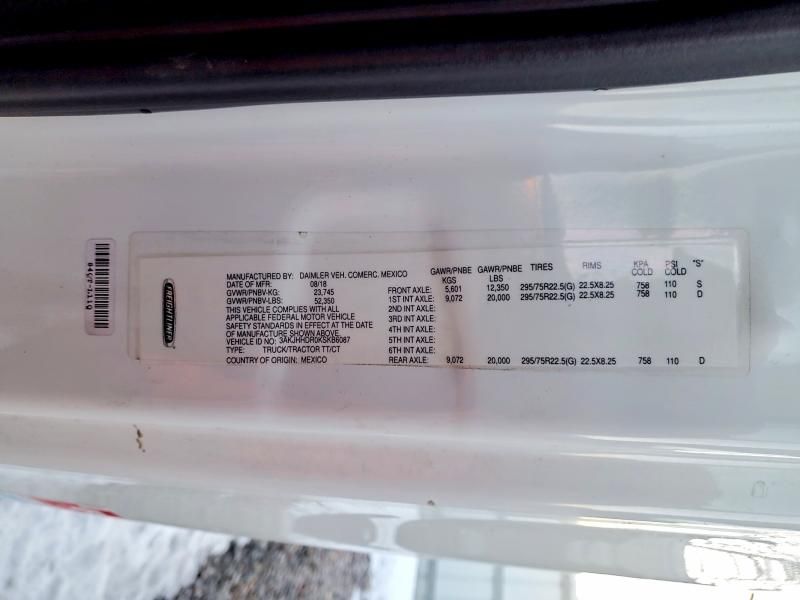 FREIGHTLINER
MANUFACTURED BY: DAIMLER VEH. COMERC. MEXICO
DATE OF MFR: 08/18
GVWR/PNBV-KG: 23,745
GVWR/PNBV-LBS: 52,350
THIS VEHICLE COMPLIES WITH ALL
APPLICABLE FEDERAL MOTOR VEHICLE
SAFETY STANDARDS IN EFFECT AT THE DATE
OF MANUFACTURE SHOWN ABOVE.
VEHICLE ID NO.: 3AKJHHDR0KSKB6087
TYPE: TRUCK/TRACTOR TT/CT
COUNTRY OF ORIGIN: MEXICO
GAWR/PNBE KGS GAWR/PNBE LBS TIRES RIMS KPA COLD PSI COLD "S"
FRONT AXLE: 5,601 12,350 295/75R22.5(G) 22.5X8.25 758 110 S
1ST INT AXLE: 9,072 20,000 295/75R22.5(G) 22.5X8.25 758 110 D
2ND INT AXLE:
3RD INT AXLE:
4TH INT AXLE:
5TH INT AXLE:
6TH INT AXLE:
REAR AXLE: 9,072 20,000 295/75R22.5(G) 22.5X8.25 758 110 D